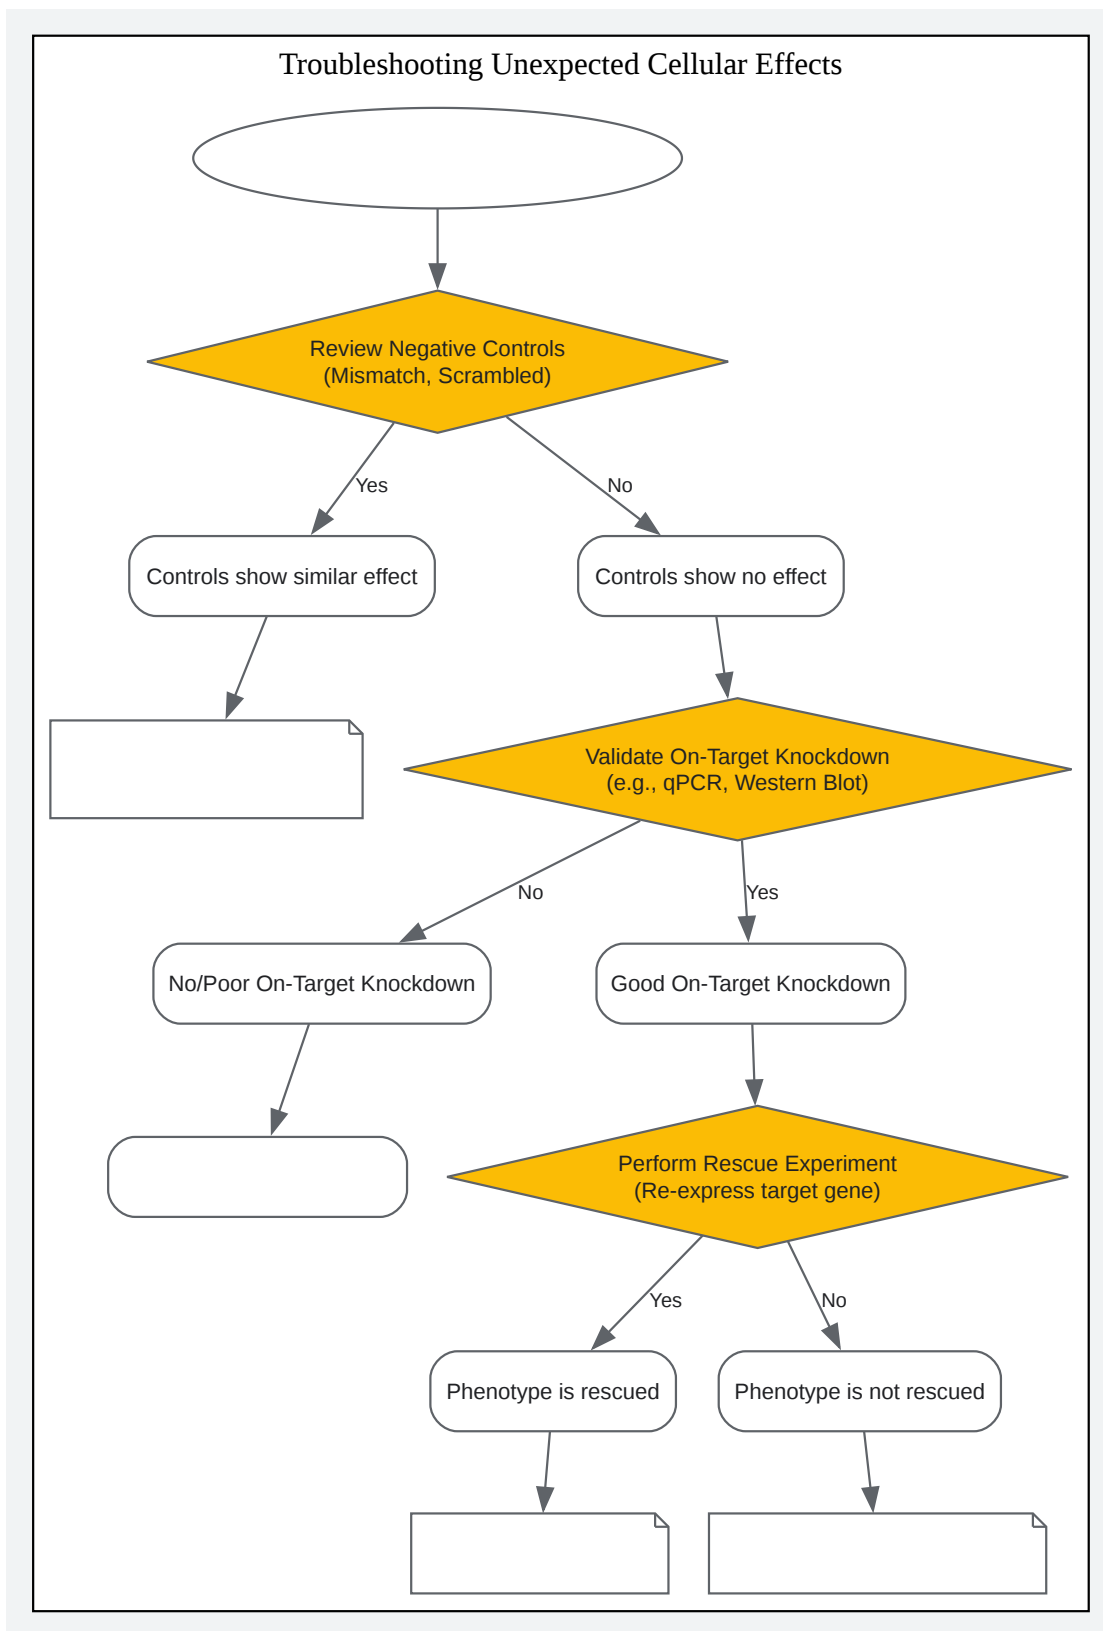 Troubleshooting Unexpected Cellular Effects
Review Negative Controls
(Mismatch, Scrambled)
Yes
No
Controls show similar effect
Controls show no effect
Validate On-Target Knockdown
(e.g., qPCR, Western Blot)
No
Yes
No/Poor On-Target Knockdown
Good On-Target Knockdown
Perform Rescue Experiment
(Re-express target gene)
Yes
No
Phenotype is rescued
Phenotype is not rescued